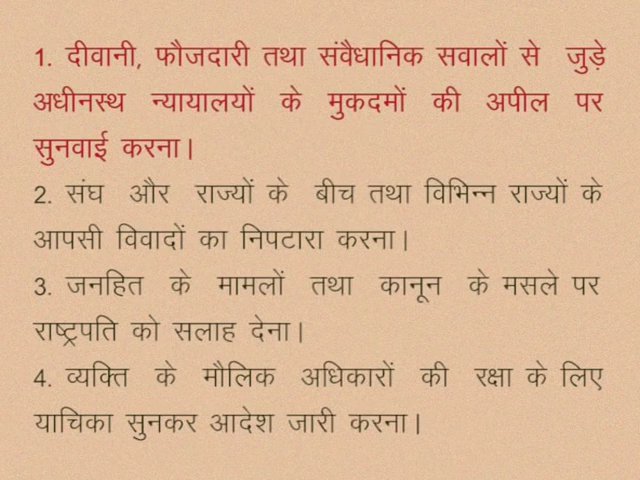 1. दीवानी, फौजदारी तथा संवैधानिक सवालों से जुड़े
अधीनस्थ न्यायालयों के मुकदमों की अपील पर
सुनवाई करना।
2. संघ और राज्यों के बीच तथा विभिन्न राज्यों के
आपसी विवादों का निपटारा करना।
3. जनहित के मामलों तथा कानून के मसले पर
राष्ट्रपति को सलाह देना।
4. व्यक्ति के मौलिक अधिकारों की रक्षा के लिए
याचिका सुनकर आदेश जारी करना।